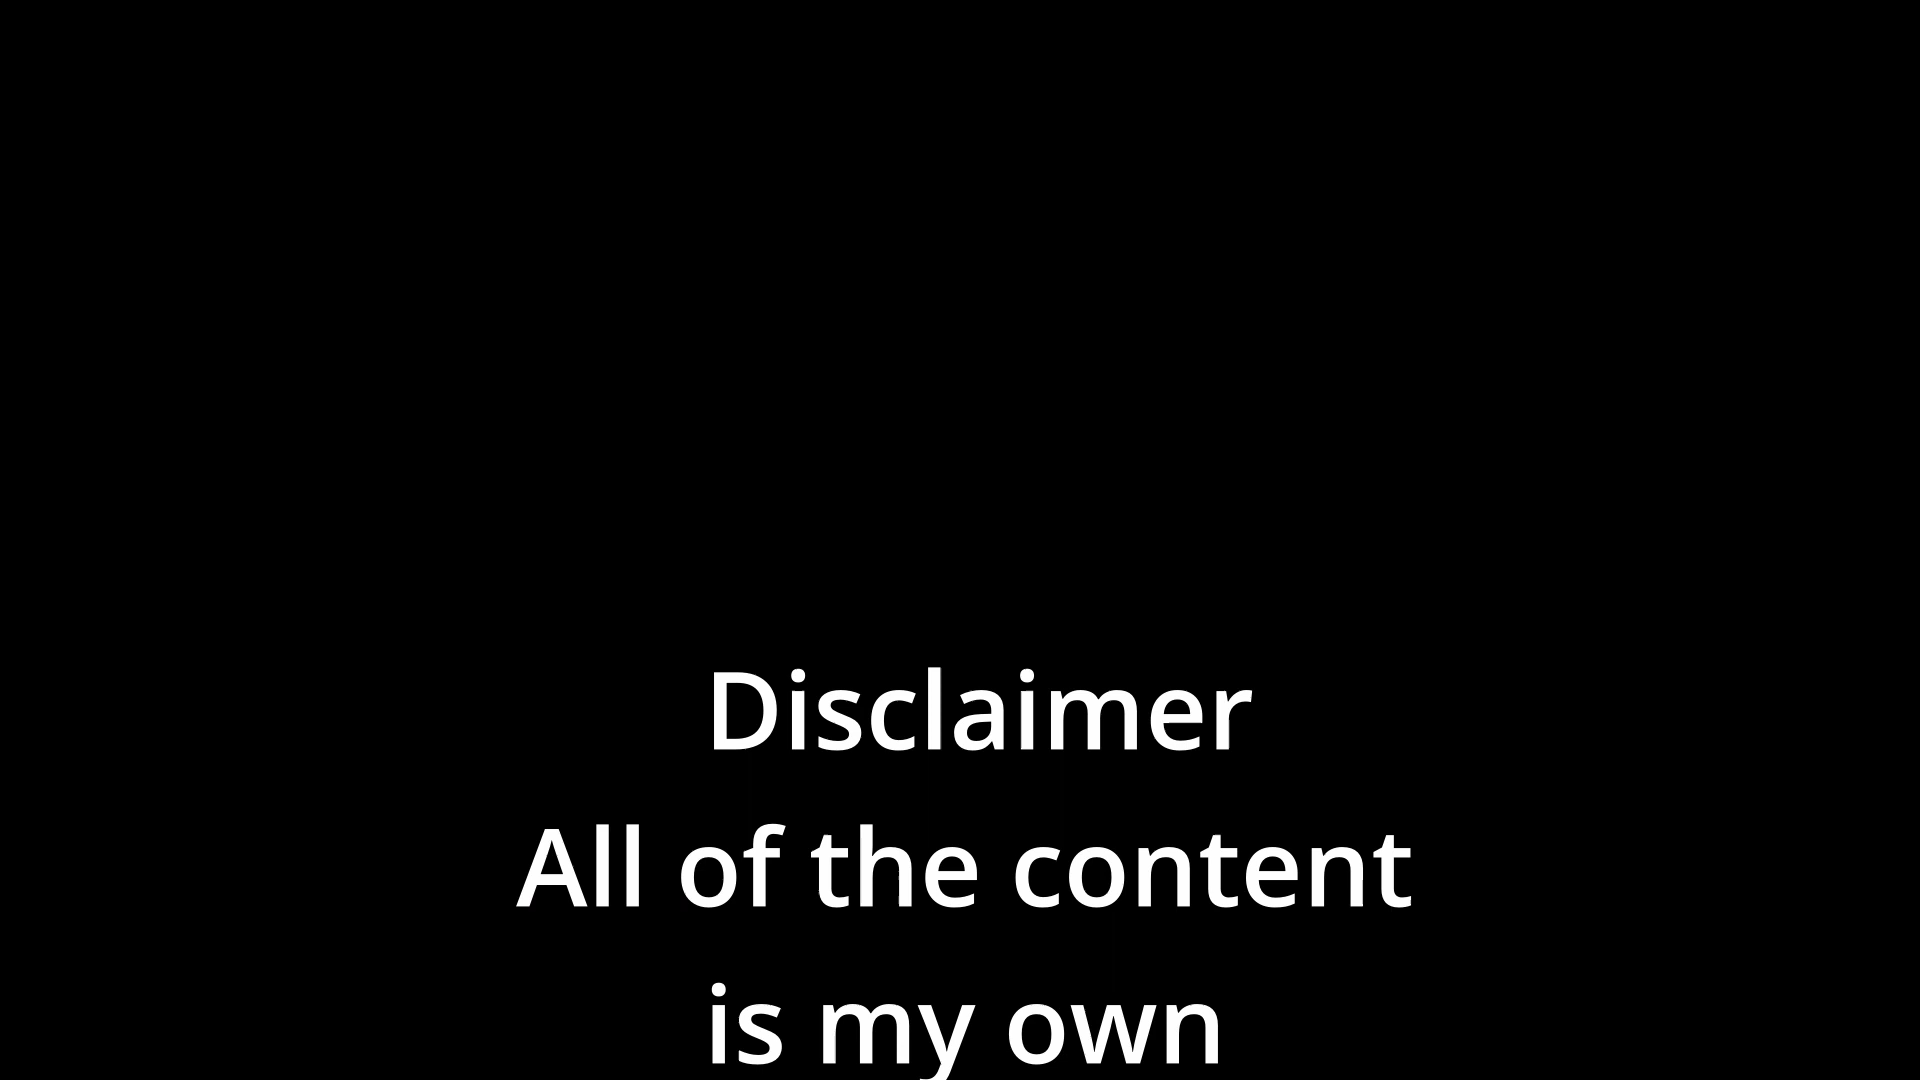 Disclaimer
All of the content
is my own